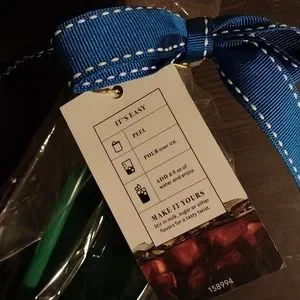 IT'S EASY
PEEL
POUR over ice.
ADD 8 fl oz of
water and enjoy.
MAKE IT YOURS
Stir in milk, sugar or other
flavors for a tasty twist.
158994